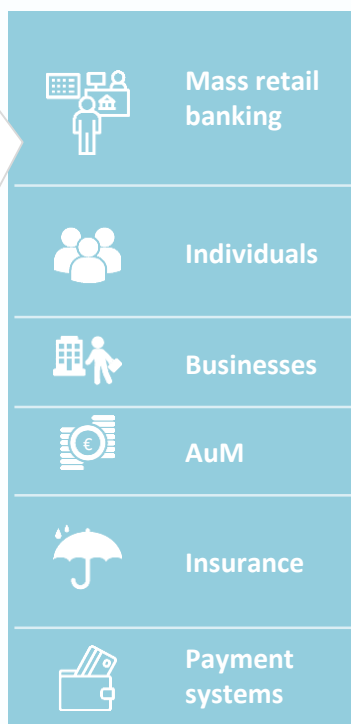 Mass retail
banking
Individuals
Businesses
€
AuM
Insurance
Payment
systems